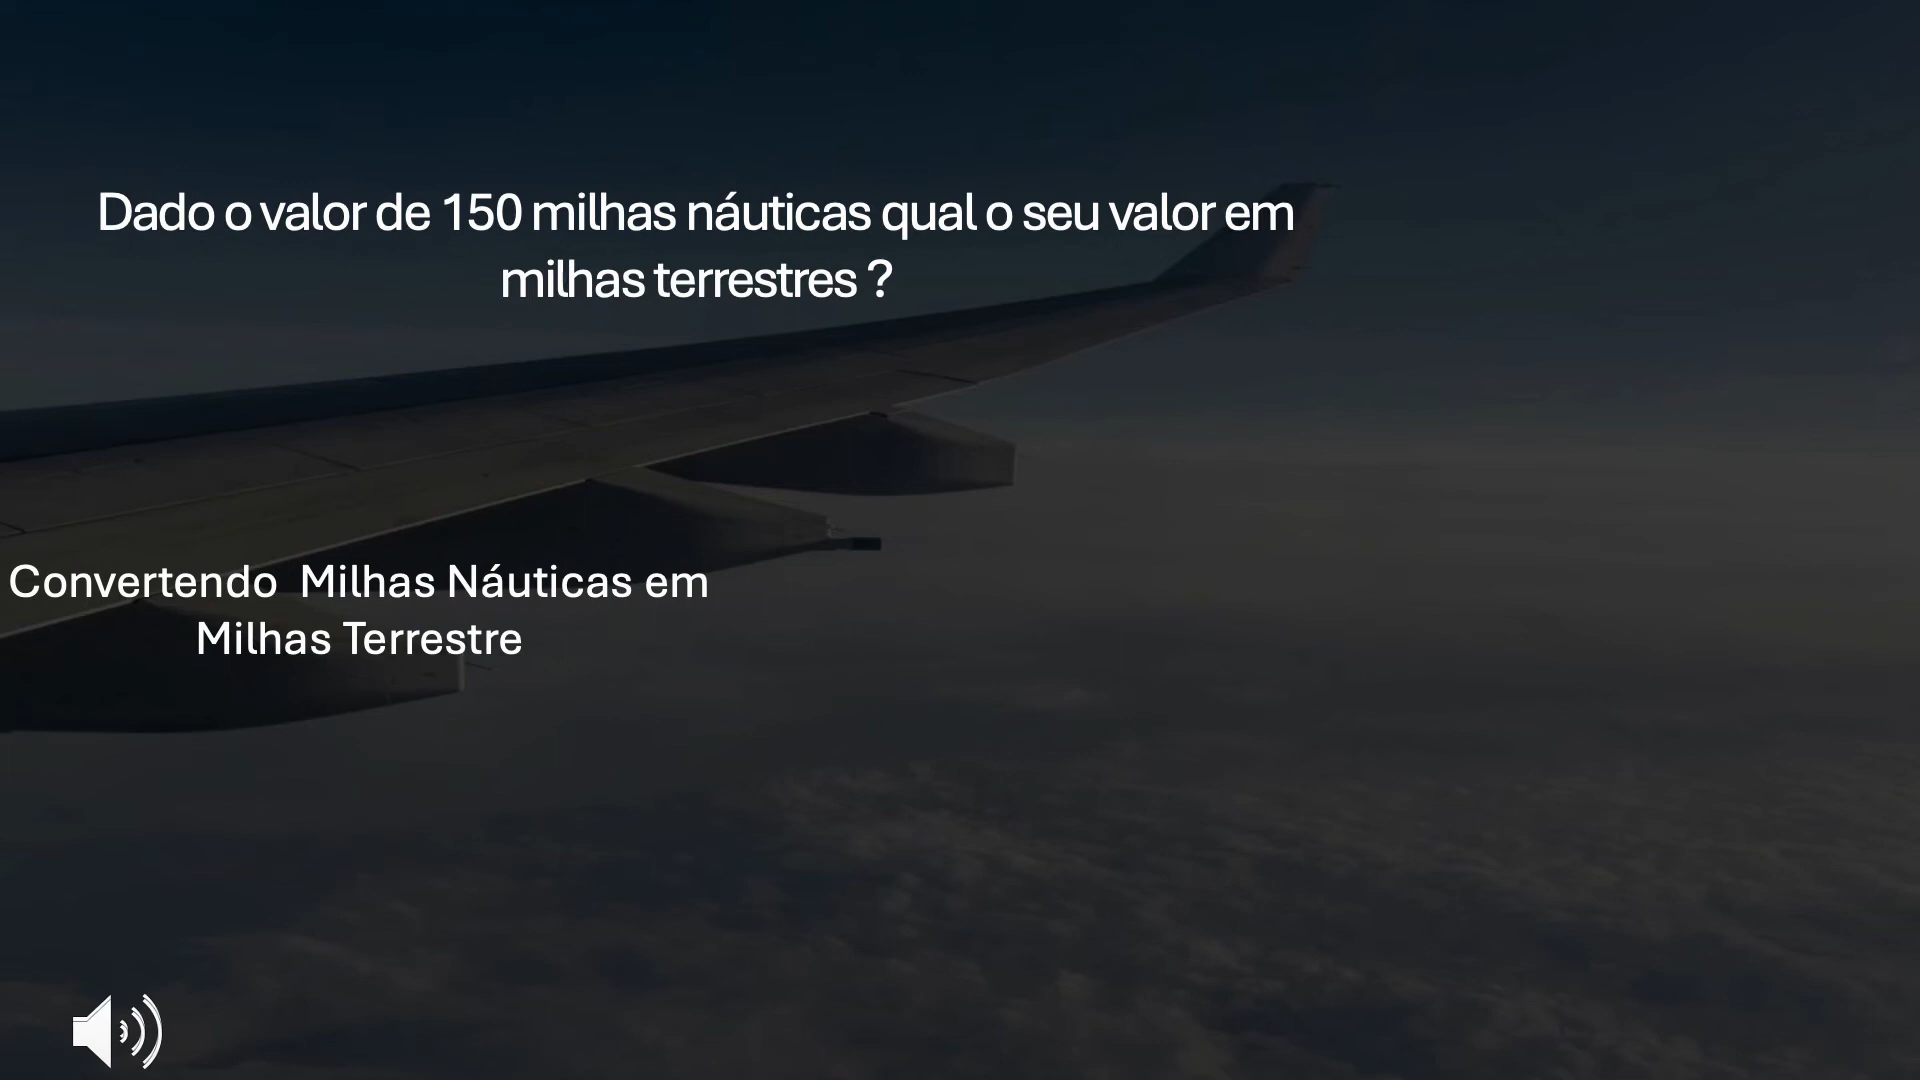 Dado o valor de 150 milhas náuticas qual o seu valor em
milhas terrestres ?
Convertendo  Milhas Náuticas em
Milhas Terrestre